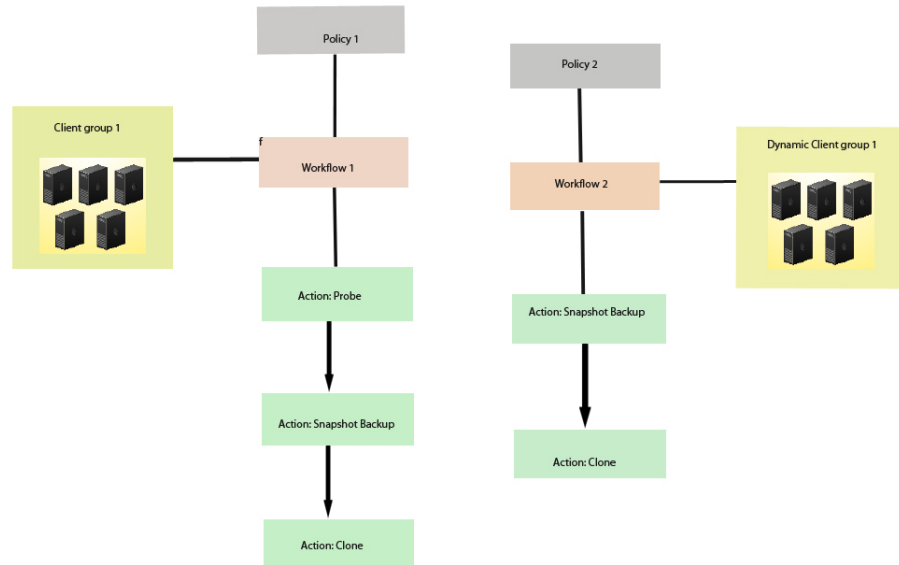 Policy 1
Client group 1
f
Workflow 1
Action: Probe
Action: Snapshot Backup
Action: Clone
Policy 2
Dynamic Client group 1
Workflow 2
Action: Snapshot Backup
Action: Clone